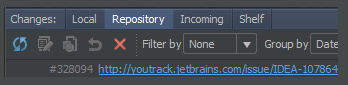 Changes: Local Repository Incoming Shelf
Filter by None Group by Date
#328094 http://youtrack.jetbrains.com/issue/IDEA-107864